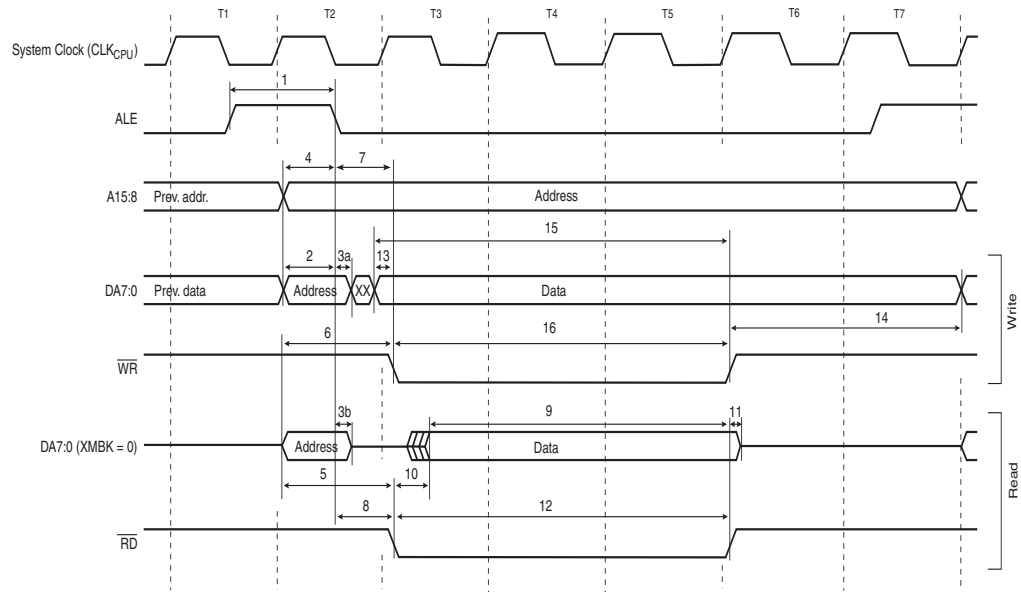 T1 T2 T3 T4 T5 T6 T7
System Clock (CLKCPU)
1
ALE
4 7
A15:8 Prev. addr. Address
15
2 3a 13
DA7:0 Prev. data Address XX Data
14
6 16
WR
Write
3b 9 11
DA7:0 (XMBK = 0) Address Data
5 10
8 12
RD
Read